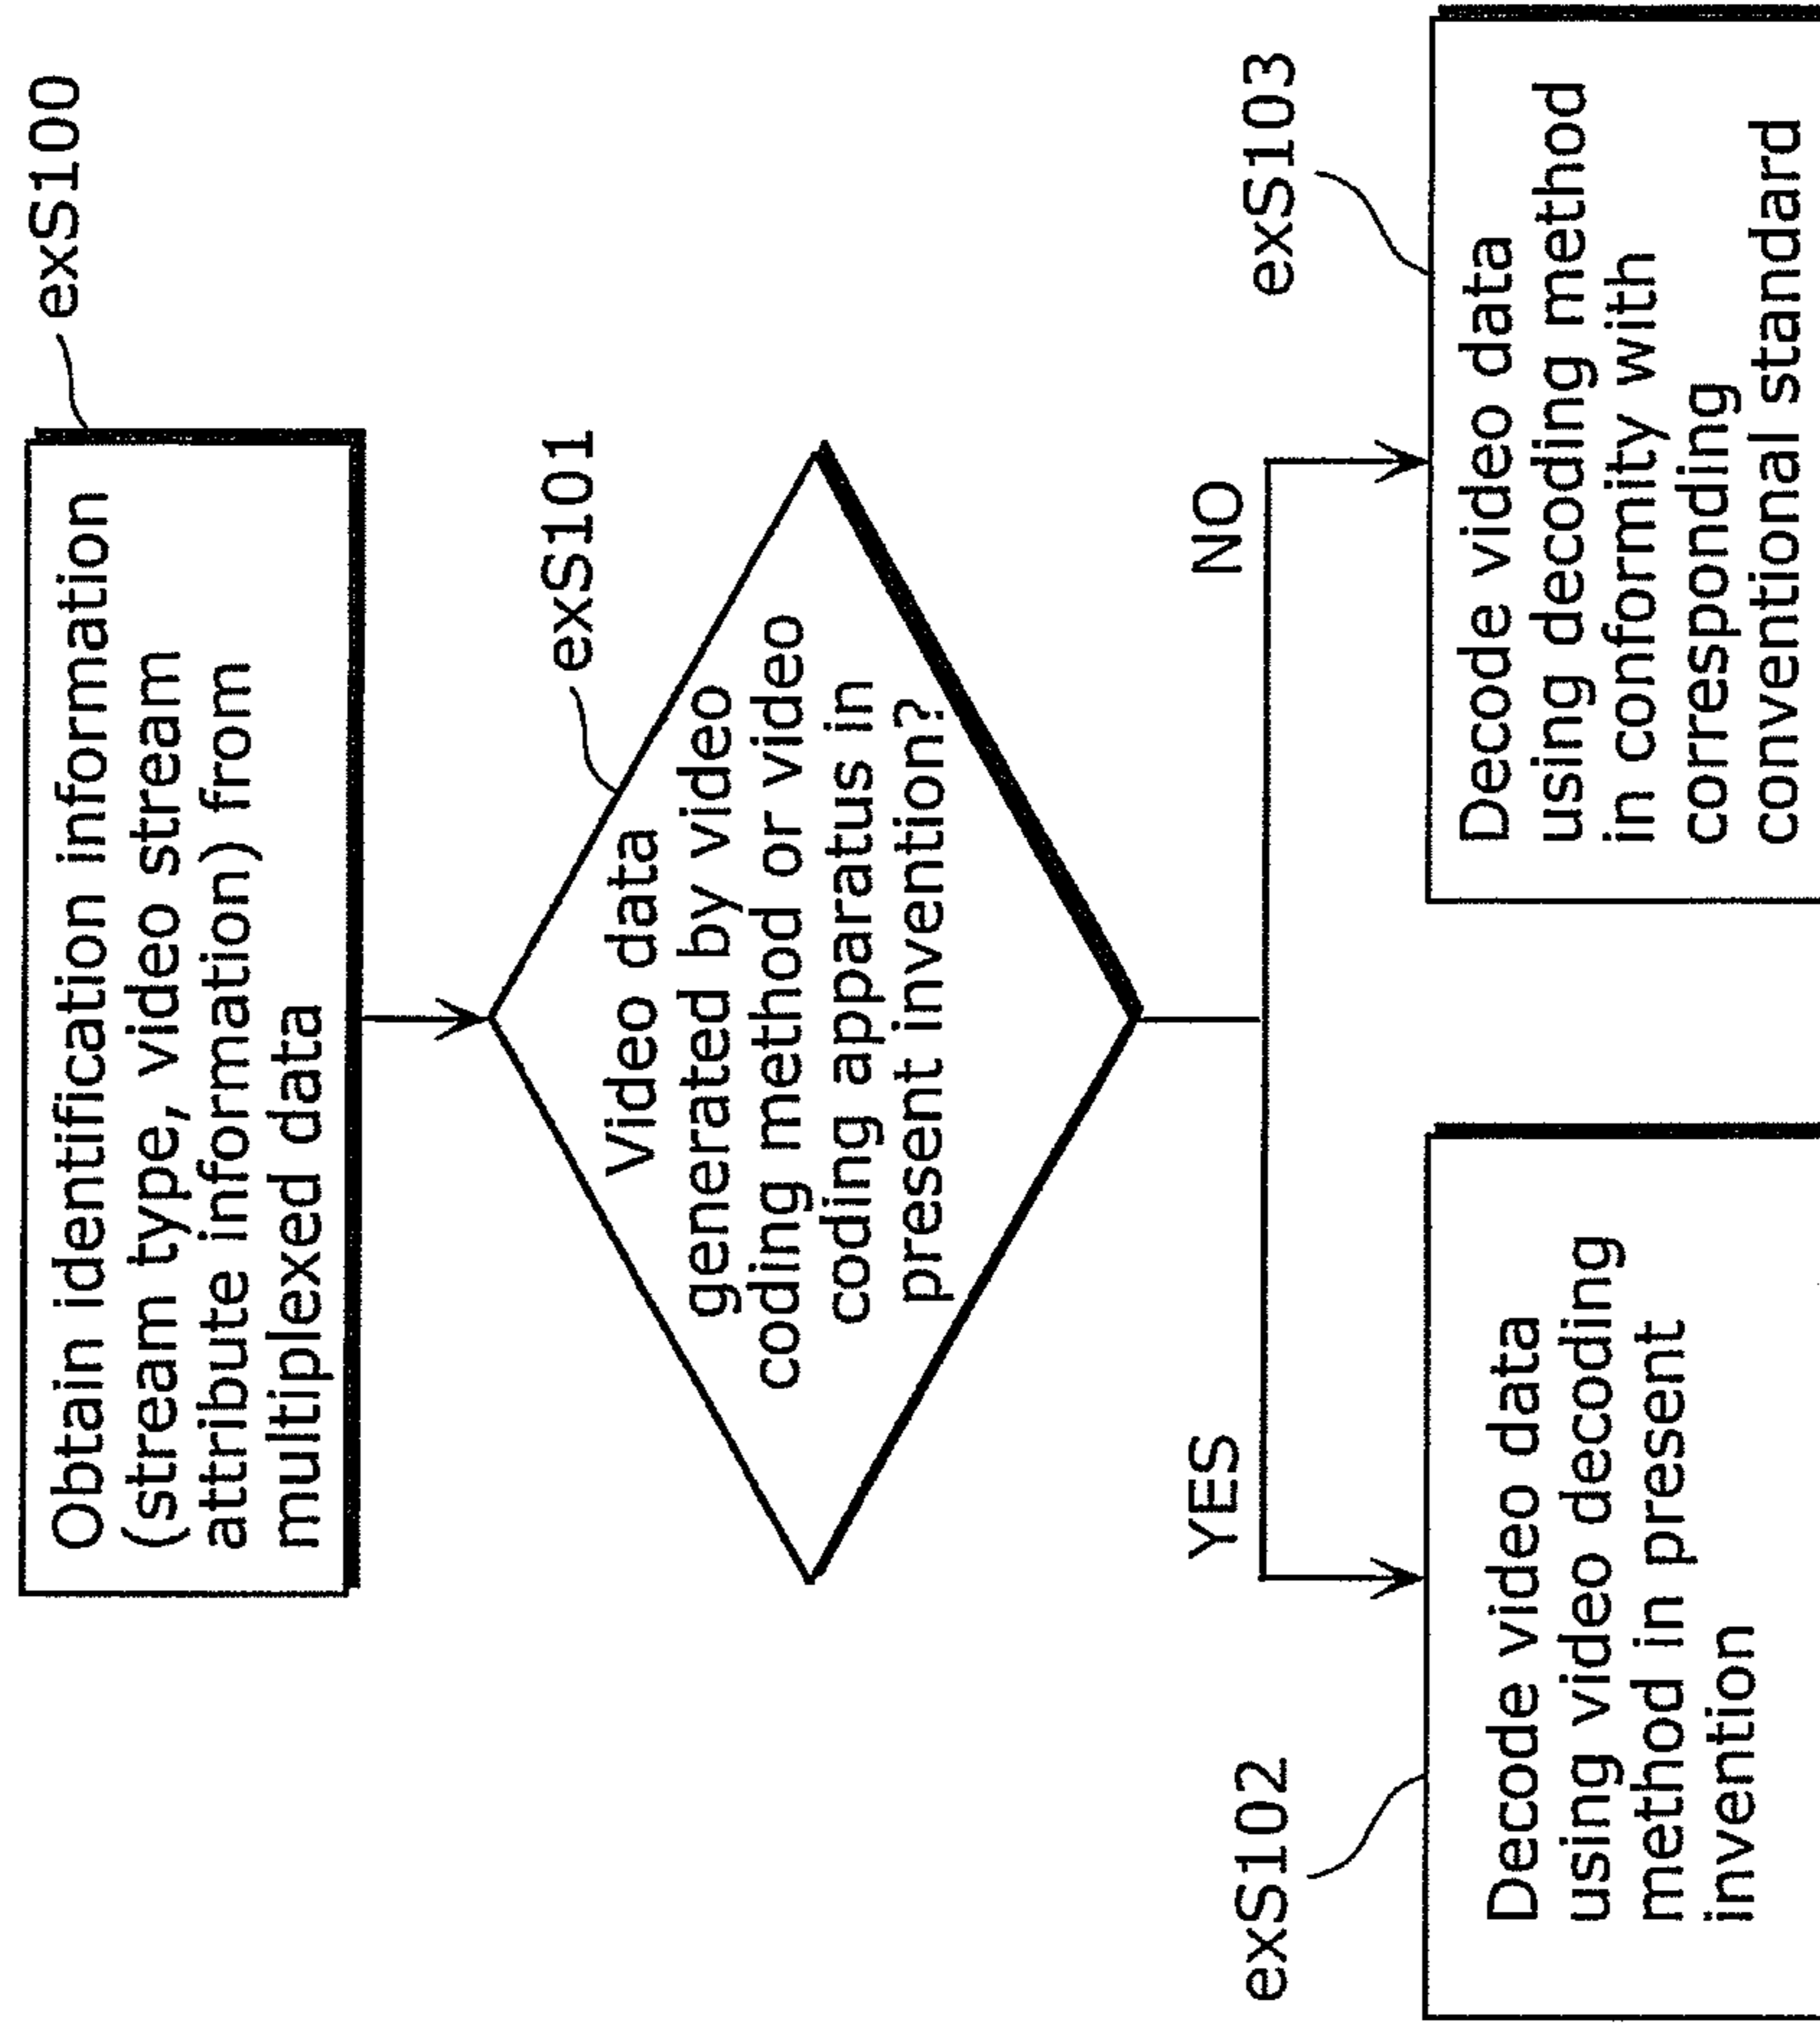 exS100
Obtain identification information
(stream type, video stream
attribute information) from
multiplexed data
exS101
Video data
generated by video
coding method or video
coding apparatus in
present invention?
YES
NO
exS102
Decode video data
using video decoding
method in present
invention
exS103
Decode video data
using decoding method
in conformity with
corresponding
conventional standard